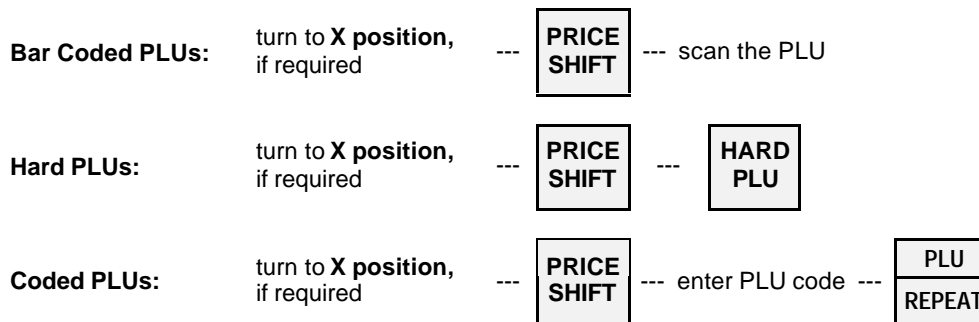 Bar Coded PLUs: turn to X position, if required --- PRICE SHIFT --- scan the PLU
Hard PLUs: turn to X position, if required --- PRICE SHIFT --- HARD PLU
Coded PLUs: turn to X position, if required --- PRICE SHIFT --- enter PLU code --- PLU REPEAT